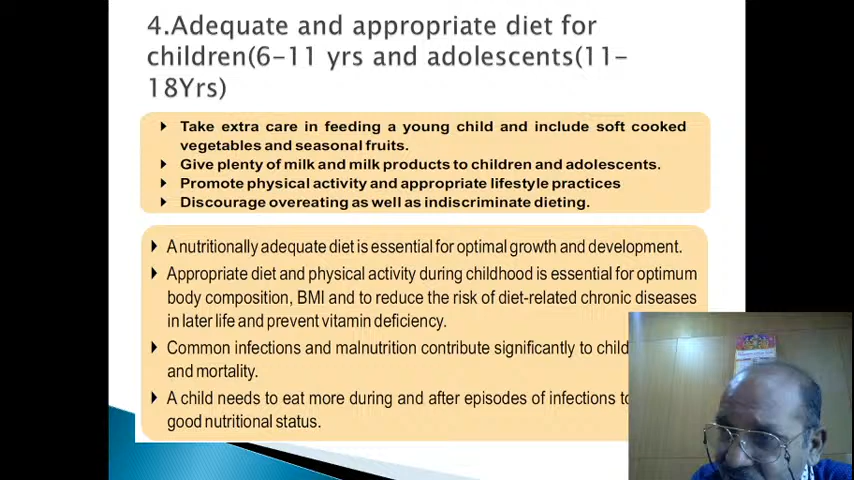 4.Adequate and appropriate diet for
children(6-11 yrs and adolescents(11-
18Yrs)
Take extra care in feeding a young child and include soft cooked
vegetables and seasonal fruits.
Give plenty of milk and milk products to children and adolescents.
Promote physical activity and appropriate lifestyle practices
Discourage overeating as well as indiscriminate dieting.
A nutritionally adequate diet is essential for optimal growth and development.
Appropriate diet and physical activity during childhood is essential for optimum
body composition, BMI and to reduce the risk of diet-related chronic diseases
in later life and prevent vitamin deficiency.
Common infections and malnutrition contribute significantly to child
and mortality.
A child needs to eat more during and after episodes of infections to
good nutritional status.